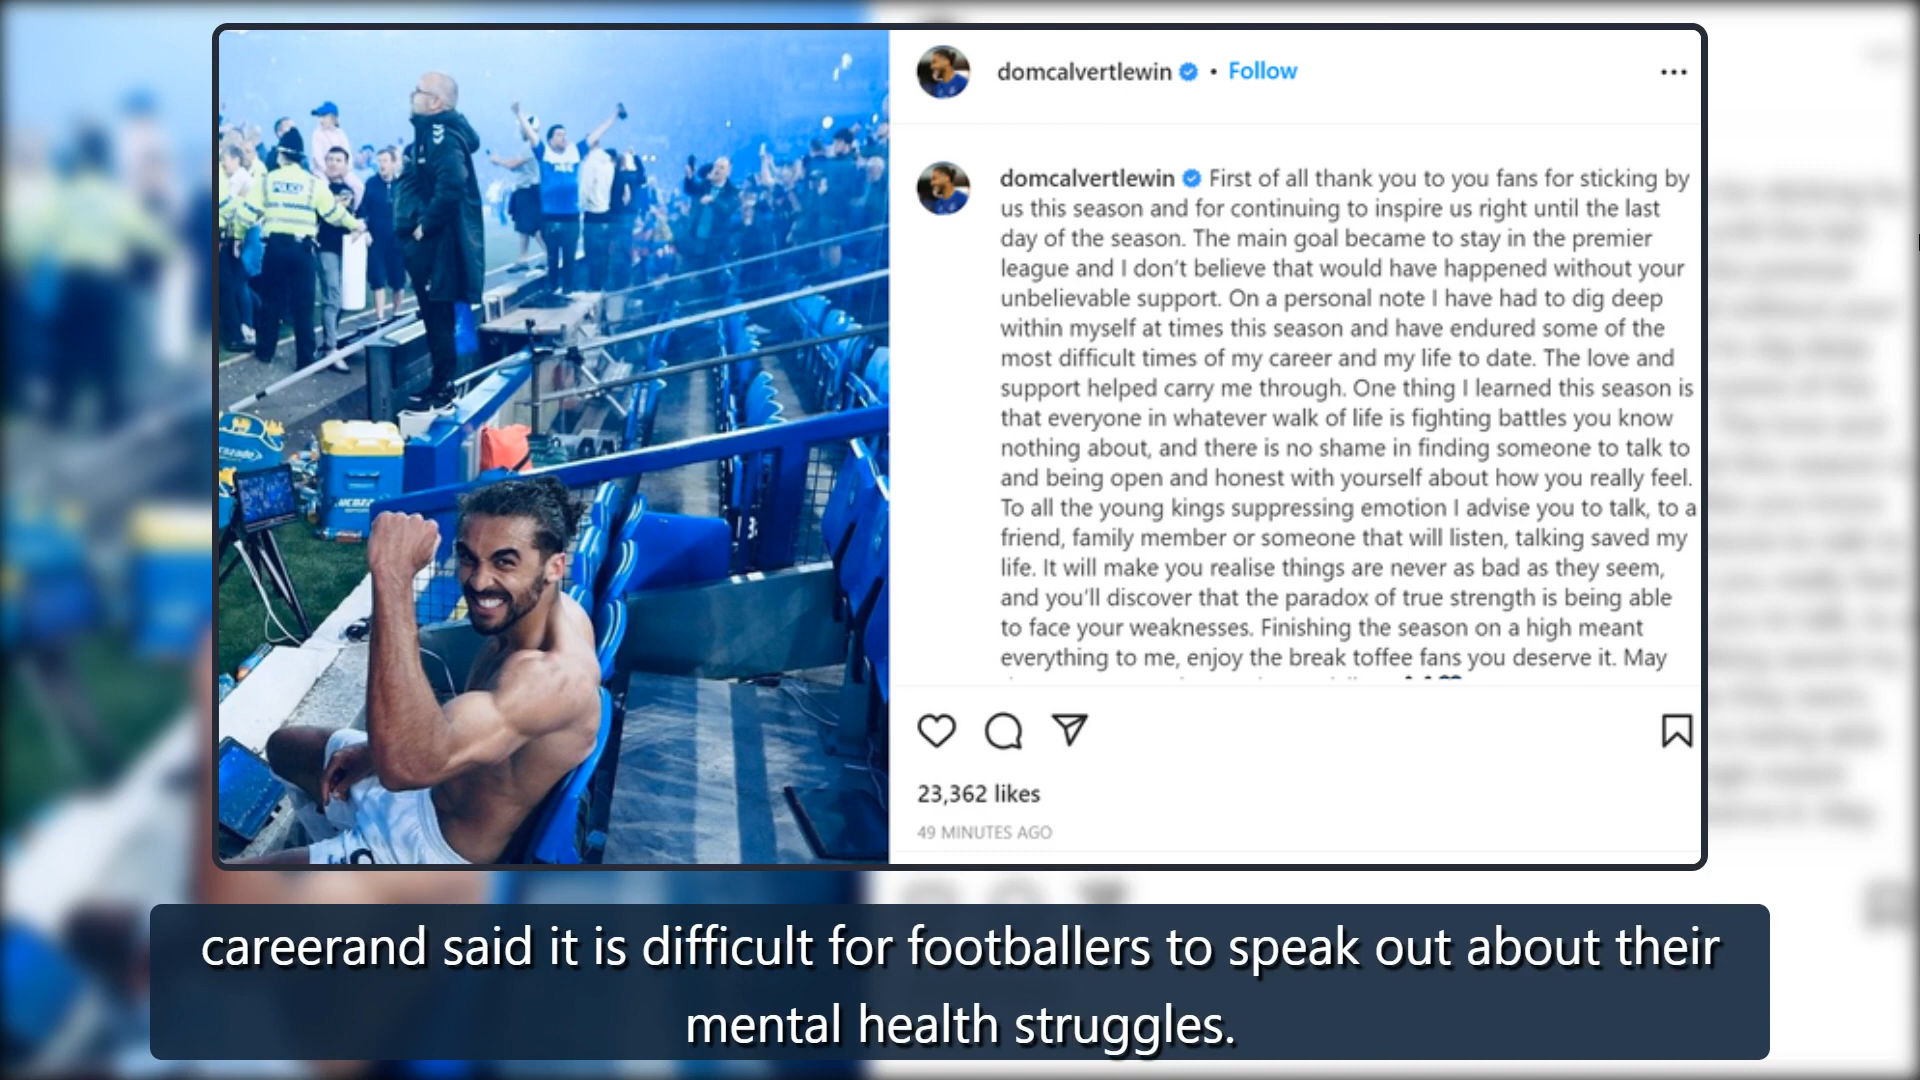 domcalvertlewin • Follow
domcalvertlewin First of all thank you to you fans for sticking by
us this season and for continuing to inspire us right until the last
day of the season. The main goal became to stay in the premier
league and I don't believe that would have happened without your
unbelievable support. On a personal note I have had to dig deep
within myself at times this season and have endured some of the
most difficult times of my career and my life to date. The love and
support helped carry me through. One thing I learned this season is
that everyone in whatever walk of life is fighting battles you know
nothing about, and there is no shame in finding someone to talk to
and being open and honest with yourself about how you really feel.
To all the young kings suppressing emotion I advise you to talk, to a
friend, family member or someone that will listen, talking saved my
life. It will make you realise things are never as bad as they seem,
and you'll discover that the paradox of true strength is being able
to face your weaknesses. Finishing the season on a high meant
everything to me, enjoy the break toffee fans you deserve it. May
23,362 likes
49 MINUTES AGO
POLICE
careerand said it is difficult for footballers to speak out about their
mental health struggles.